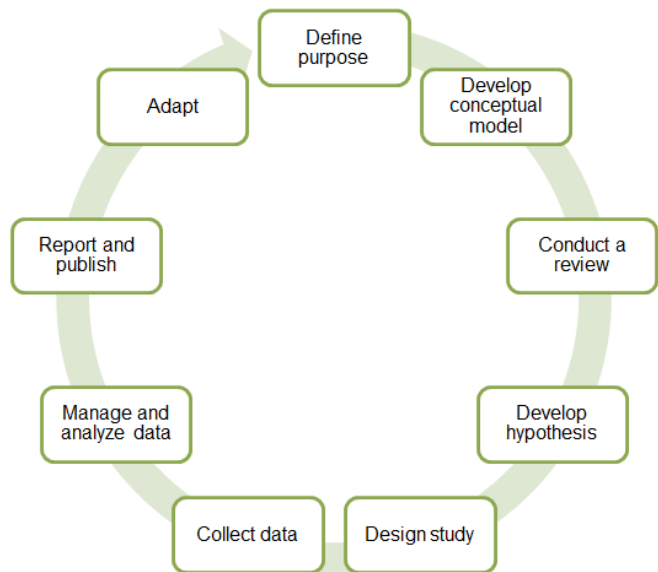 Define
purpose
Develop
conceptual
model
Conduct a
review
Develop
hypothesis
Design study
Collect data
Manage and
analyze data
Report and
publish
Adapt